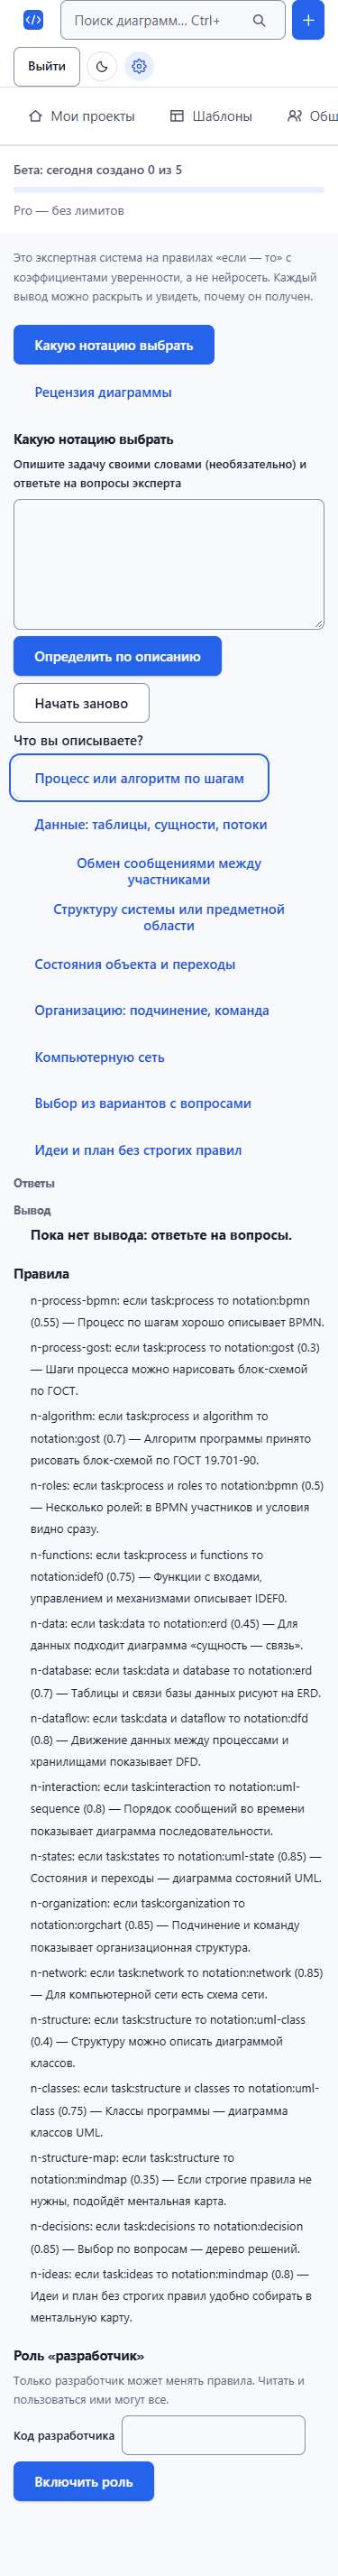 </>
Поиск диаграмм... Ctrl+
Выйти
Мои проекты
Шаблоны
Общ
Бета: сегодня создано 0 из 5
Pro — без лимитов
Это экспертная система на правилах «если — то» с
коэффициентами уверенности, а не нейросеть. Каждый
вывод можно раскрыть и увидеть, почему он получен.
Какую нотацию выбрать
Рецензия диаграммы
Какую нотацию выбрать
Опишите задачу своими словами (необязательно) и
ответьте на вопросы эксперта
Определить по описанию
Начать заново
Что вы описываете?
Процесс или алгоритм по шагам
Данные: таблицы, сущности, потоки
Обмен сообщениями между
участниками
Структуру системы или предметной
области
Состояния объекта и переходы
Организацию: подчинение, команда
Компьютерную сеть
Выбор из вариантов с вопросами
Идеи и план без строгих правил
Ответы
Вывод
Пока нет вывода: ответьте на вопросы.
Правила
n-process-bpmn: если task:process то notation:bpmn
(0.55) — Процесс по шагам хорошо описывает BPMN.
n-process-gost: если task:process то notation:gost (0.3)
— Шаги процесса можно нарисовать блок-схемой
по ГОСТ.
n-algorithm: если task:process и algorithm то
notation:gost (0.7) — Алгоритм программы принято
рисовать блок-схемой по ГОСТ 19.701-90.
n-roles: если task:process и roles то notation:bpmn (0.5)
— Несколько ролей: в BPMN участников и условия
видно сразу.
n-functions: если task:process и functions то
notation:idef0 (0.75) — Функции с входами,
управлением и механизмами описывает IDEF0.
n-data: если task:data то notation:erd (0.45) — Для
данных подходит диаграмма «сущность — связь».
n-database: если task:data и database то notation:erd
(0.7) — Таблицы и связи базы данных рисуют на ERD.
n-dataflow: если task:data и dataflow то notation:dfd
(0.8) — Движение данных между процессами и
хранилищами показывает DFD.
n-interaction: если task:interaction то notation:uml-
sequence (0.8) — Порядок сообщений во времени
показывает диаграмма последовательности.
n-states: если task:states то notation:uml-state (0.85) —
Состояния и переходы — диаграмма состояний UML.
n-organization: если task:organization то
notation:orgchart (0.85) — Подчинение и команду
показывает организационная структура.
n-network: если task:network то notation:network (0.85)
— Для компьютерной сети есть схема сети.
n-structure: если task:structure то notation:uml-class
(0.4) — Структуру можно описать диаграммой
классов.
n-classes: если task:structure и classes то notation:uml-
class (0.75) — Классы программы — диаграмма
классов UML.
n-structure-map: если task:structure то
notation:mindmap (0.35) — Если строгие правила не
нужны, подойдёт ментальная карта.
n-decisions: если task:decisions то notation:decision
(0.85) — Выбор по вопросам — дерево решений.
n-ideas: если task:ideas то notation:mindmap (0.8) —
Идеи и план без строгих правил удобно собирать в
ментальную карту.
Роль «разработчик»
Только разработчик может менять правила. Читать и
пользоваться ими могут все.
Код разработчика
Включить роль